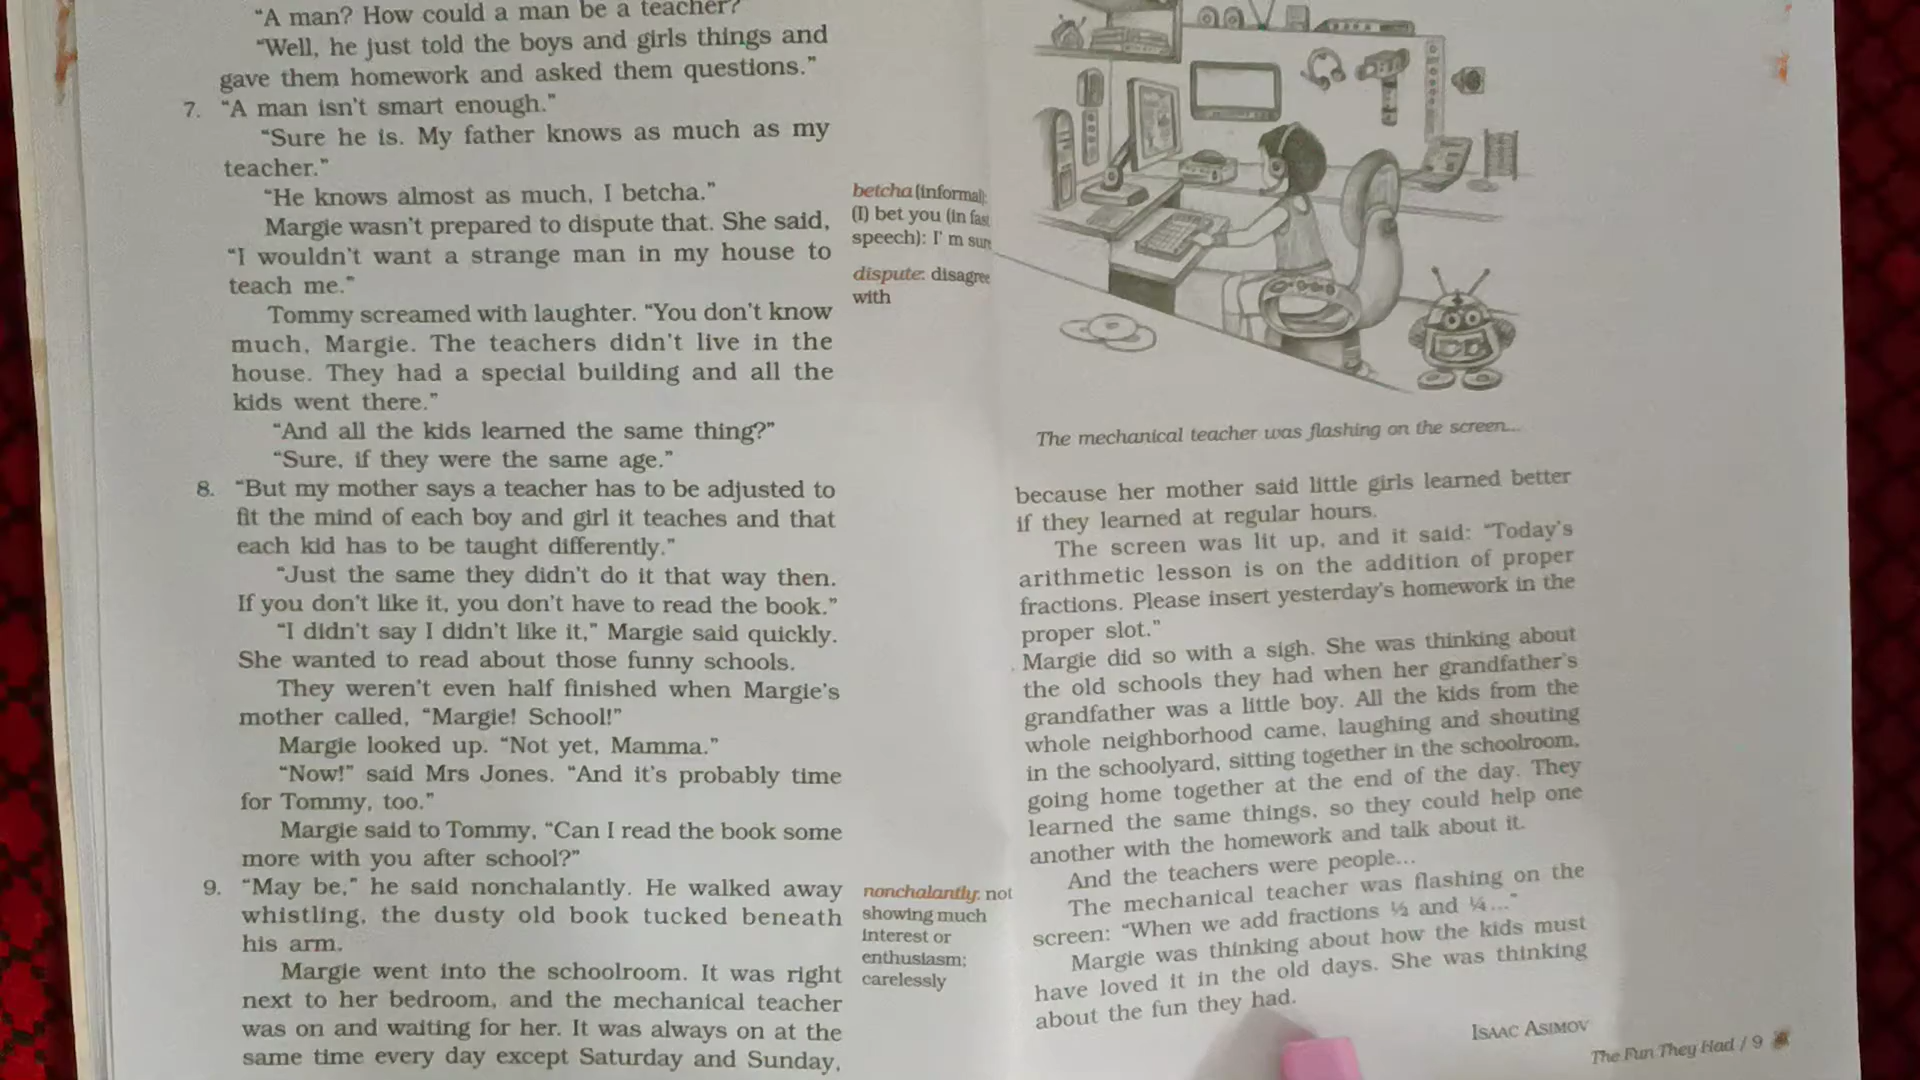 “A man? How could a man be a teacher?
“Well, he just told the boys and girls things and
gave them homework and asked them questions.”
7. “A man isn't smart enough.”
“Sure he is. My father knows as much as my
teacher.”
“He knows almost as much, I betcha.”
Margie wasn't prepared to dispute that. She said,
“I wouldn't want a strange man in my house to
teach me.”
Tommy screamed with laughter. “You don't know
much, Margie. The teachers didn't live in the
house. They had a special building and all the
kids went there.”
“And all the kids learned the same thing?”
“Sure, if they were the same age.”
8. “But my mother says a teacher has to be adjusted to
fit the mind of each boy and girl it teaches and that
each kid has to be taught differently.”
“Just the same they didn't do it that way then.
If you don't like it, you don't have to read the book.”
“I didn't say I didn't like it,” Margie said quickly.
She wanted to read about those funny schools.
They weren't even half finished when Margie's
mother called, “Margie! School!”
Margie looked up. “Not yet, Mamma.”
“Now!” said Mrs Jones. “And it's probably time
for Tommy, too.”
Margie said to Tommy, “Can I read the book some
more with you after school?”
9. “May be,” he said nonchalantly. He walked away
whistling, the dusty old book tucked beneath
his arm.
Margie went into the schoolroom. It was right
next to her bedroom, and the mechanical teacher
was on and waiting for her. It was always on at the
same time every day except Saturday and Sunday,
betcha (informal):
(I) bet you (in fast
speech): I' m sure
dispute: disagree
with
nonchalantly: not
showing much
interest or
enthusiasm;
carelessly
The mechanical teacher was flashing on the screen...
because her mother said little girls learned better
if they learned at regular hours.
The screen was lit up, and it said: “Today's
arithmetic lesson is on the addition of proper
fractions. Please insert yesterday's homework in the
proper slot.”
Margie did so with a sigh. She was thinking about
the old schools they had when her grandfather's
grandfather was a little boy. All the kids from the
whole neighborhood came, laughing and shouting
in the schoolyard, sitting together in the schoolroom,
going home together at the end of the day. They
learned the same things, so they could help one
another with the homework and talk about it.
And the teachers were people...
The mechanical teacher was flashing on the
screen: “When we add fractions ½ and ¼...”
Margie was thinking about how the kids must
have loved it in the old days. She was thinking
about the fun they had.
ISAAC ASIMOV
The Fun They Had / 9